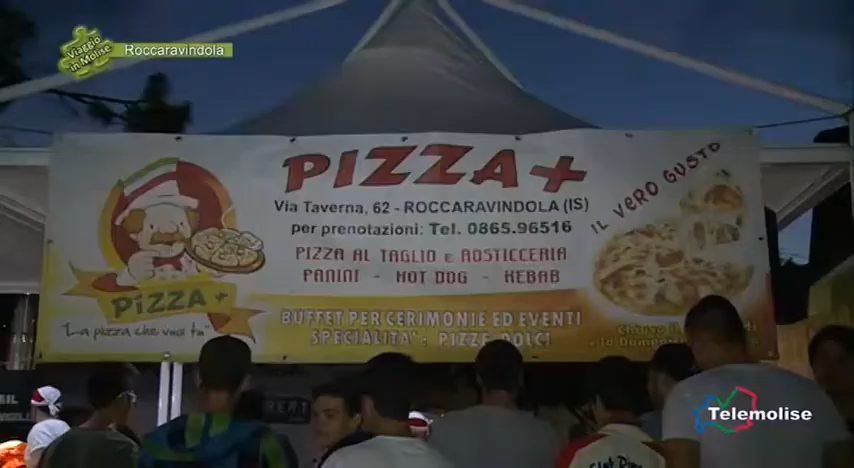 Viaggio
in Molise
Roccaravindola
PIZZA +
Via Taverna, 62 - ROCCARAVINDOLA (IS)
per prenotazioni: Tel. 0865.96516
PIZZA AL TAGLIO e ROSTICCERIA
PANINI - HOT DOG - KEBAB
IL VERO GUSTO
PIZZA +
"La pizza che vuoi tu"
BUFFET PER CERIMONIE ED EVENTI
SPECIALITA': PIZZE DOLCI
chiuso
Telemolise